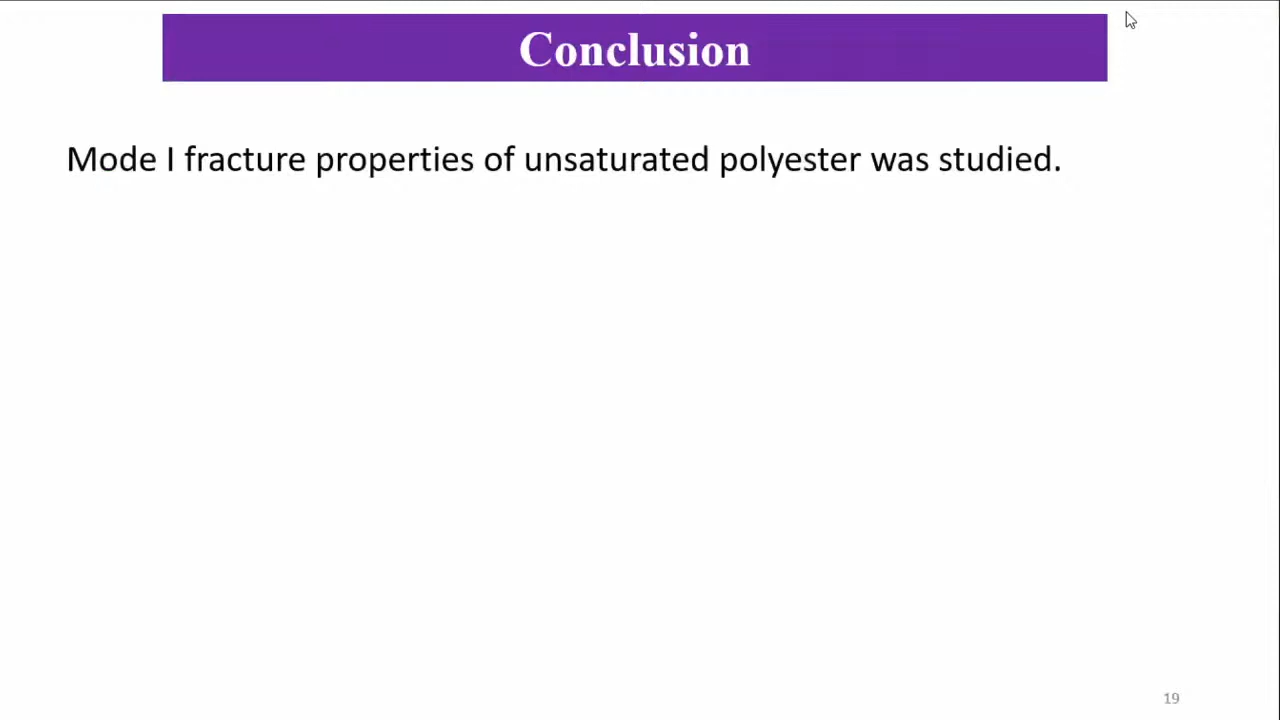 Conclusion
Mode I fracture properties of unsaturated polyester was studied.
19